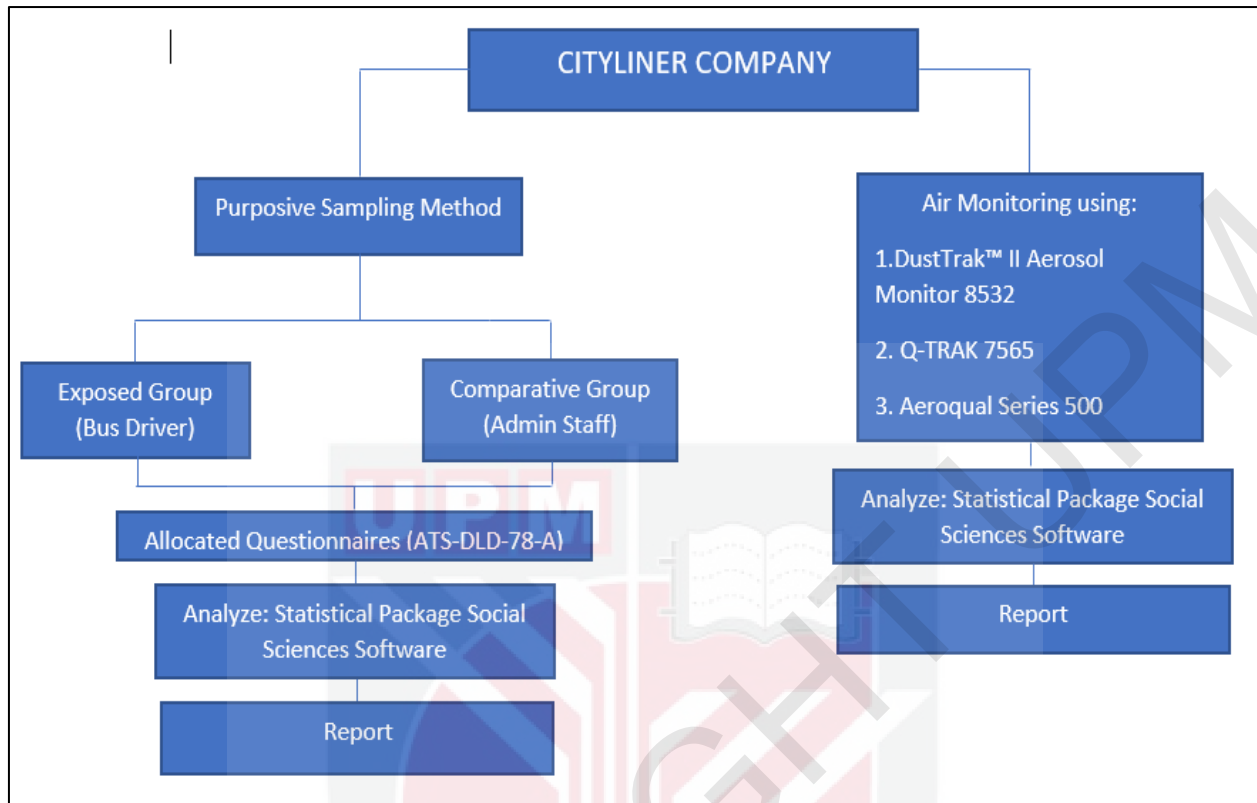 CITYLINER COMPANY
Purposive Sampling Method
Exposed Group
(Bus Driver)
Comparative Group
(Admin Staff)
Allocated Questionnaires (ATS-DLD-78-A)
Analyze: Statistical Package Social
Sciences Software
Report
Air Monitoring using:
1.DustTrak™ II Aerosol
Monitor 8532
2. Q-TRAK 7565
3. Aeroqual Series 500
Analyze: Statistical Package Social
Sciences Software
Report
UPM
GHT UPM